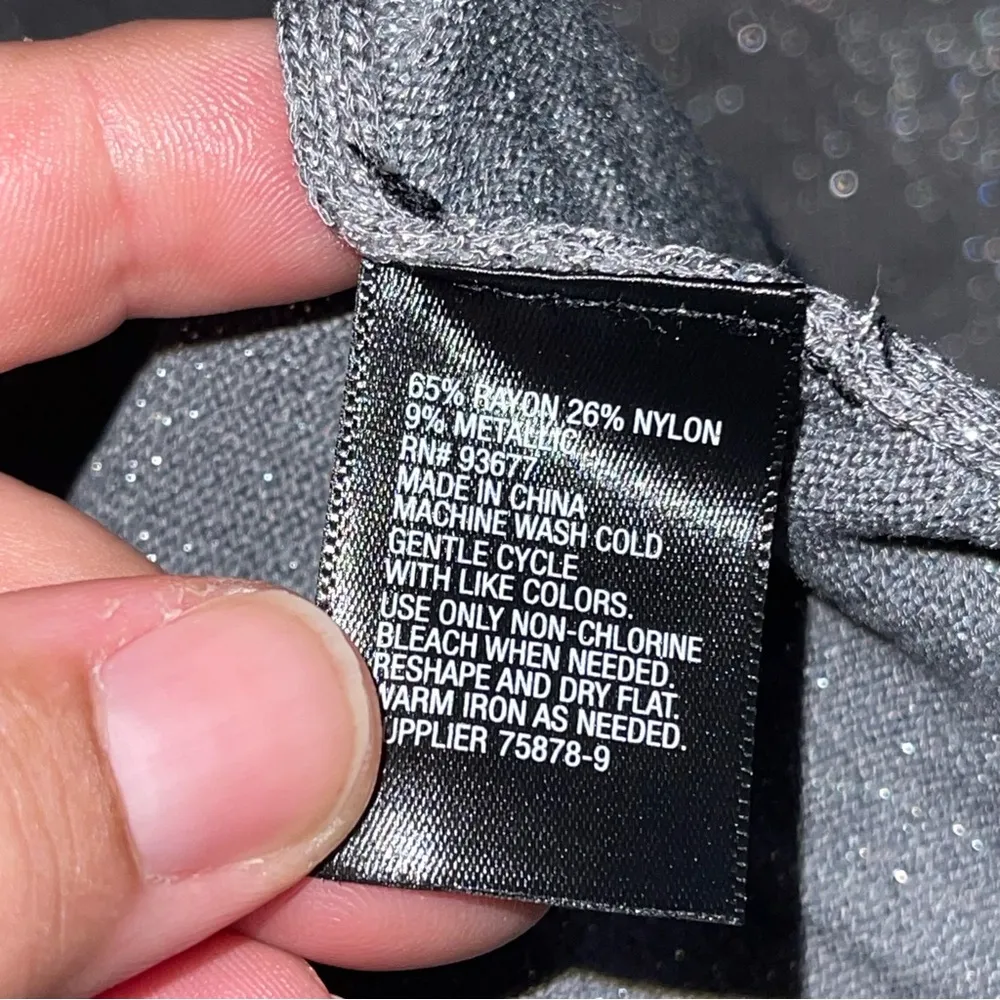 65% RAYON 26% NYLON
9% METALLIC
RN# 93677
MADE IN CHINA
MACHINE WASH COLD
GENTLE CYCLE
WITH LIKE COLORS.
USE ONLY NON-CHLORINE
BLEACH WHEN NEEDED.
RESHAPE AND DRY FLAT.
WARM IRON AS NEEDED.
UPPLIER 75878-9